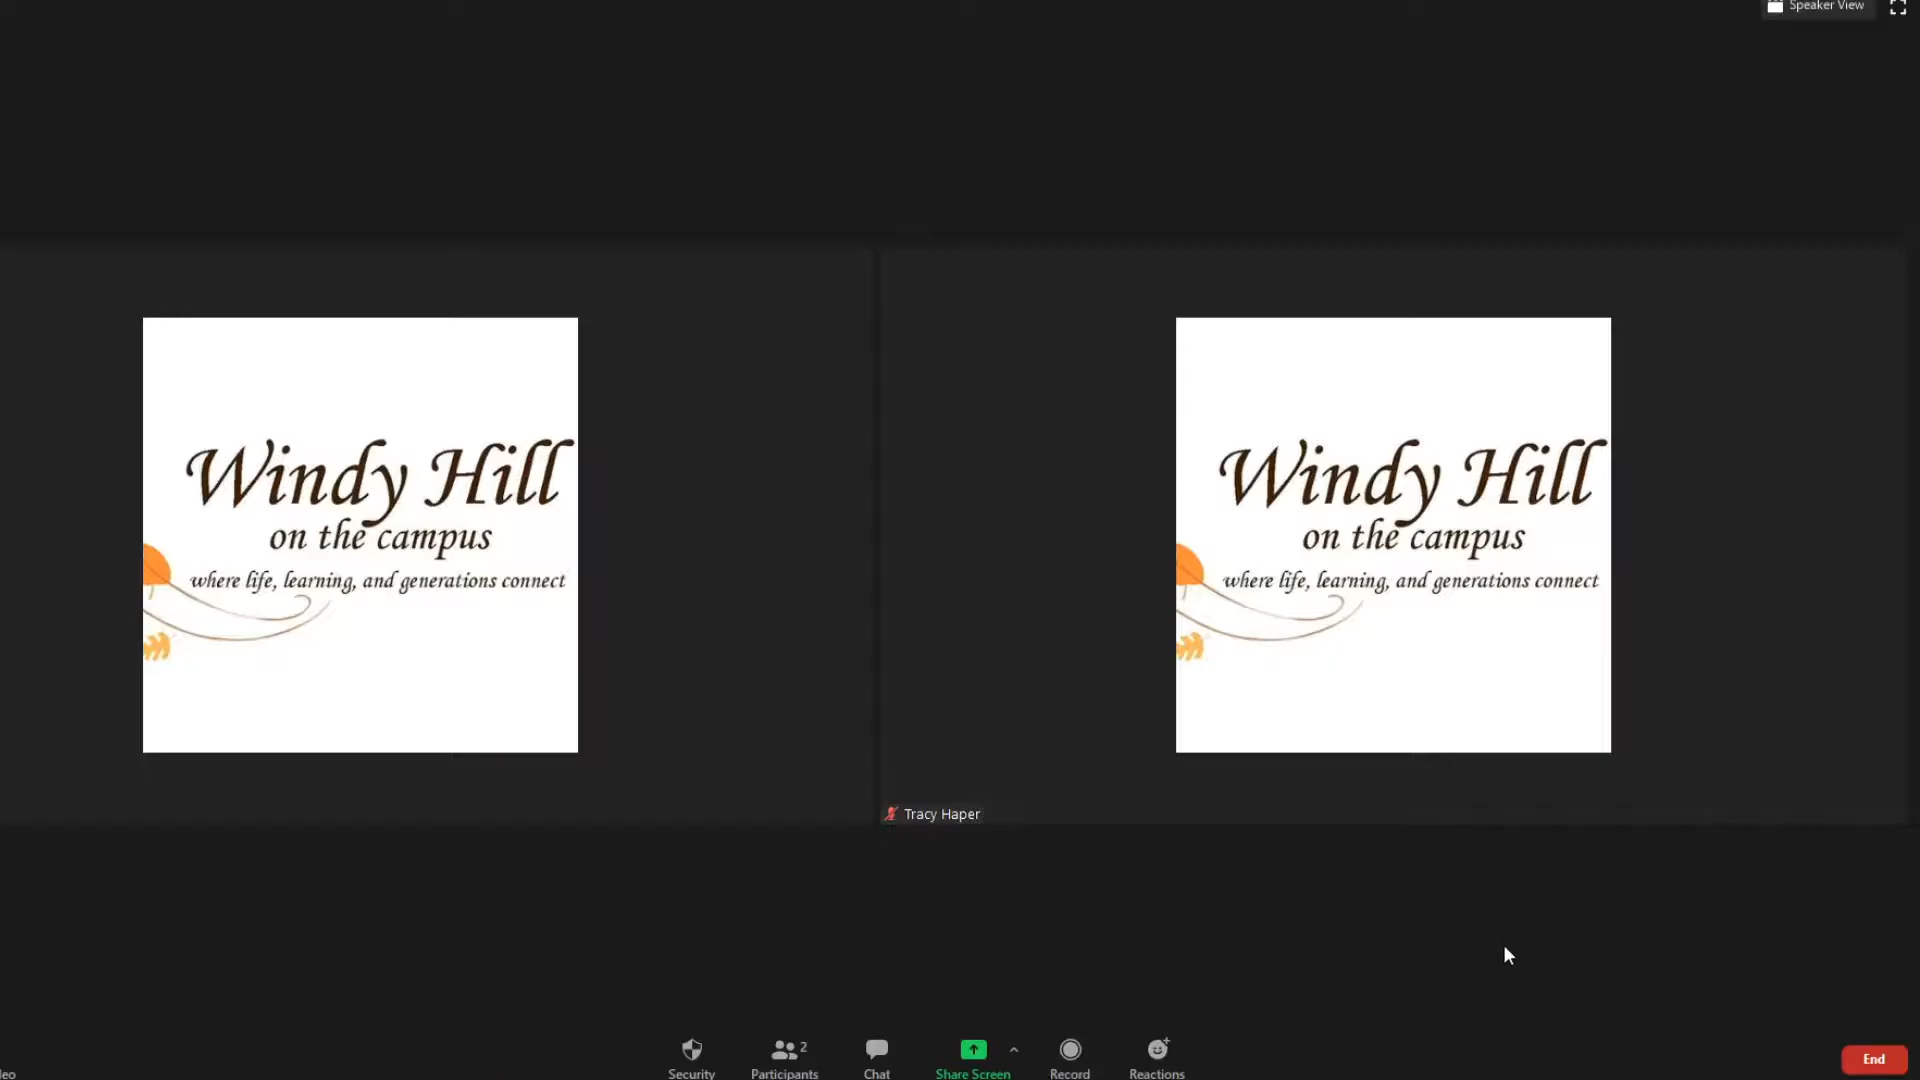 Speaker View
Windy Hill
on the campus
where life, learning, and generations connect
Windy Hill
on the campus
where life, learning, and generations connect
Tracy Haper
2
Security
Participants
Chat
Share Screen
Record
Reactions
End